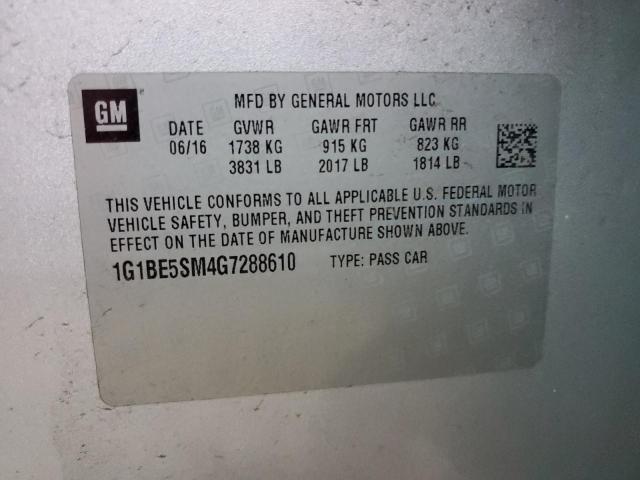 GM
MFD BY GENERAL MOTORS LLC
DATE GVWR GAWR FRT GAWR RR
06/16 1738 KG 915 KG 823 KG
3831 LB 2017 LB 1814 LB
THIS VEHICLE CONFORMS TO ALL APPLICABLE U.S. FEDERAL MOTOR
VEHICLE SAFETY, BUMPER, AND THEFT PREVENTION STANDARDS IN
EFFECT ON THE DATE OF MANUFACTURE SHOWN ABOVE.
1G1BE5SM4G7288610 TYPE: PASS CAR